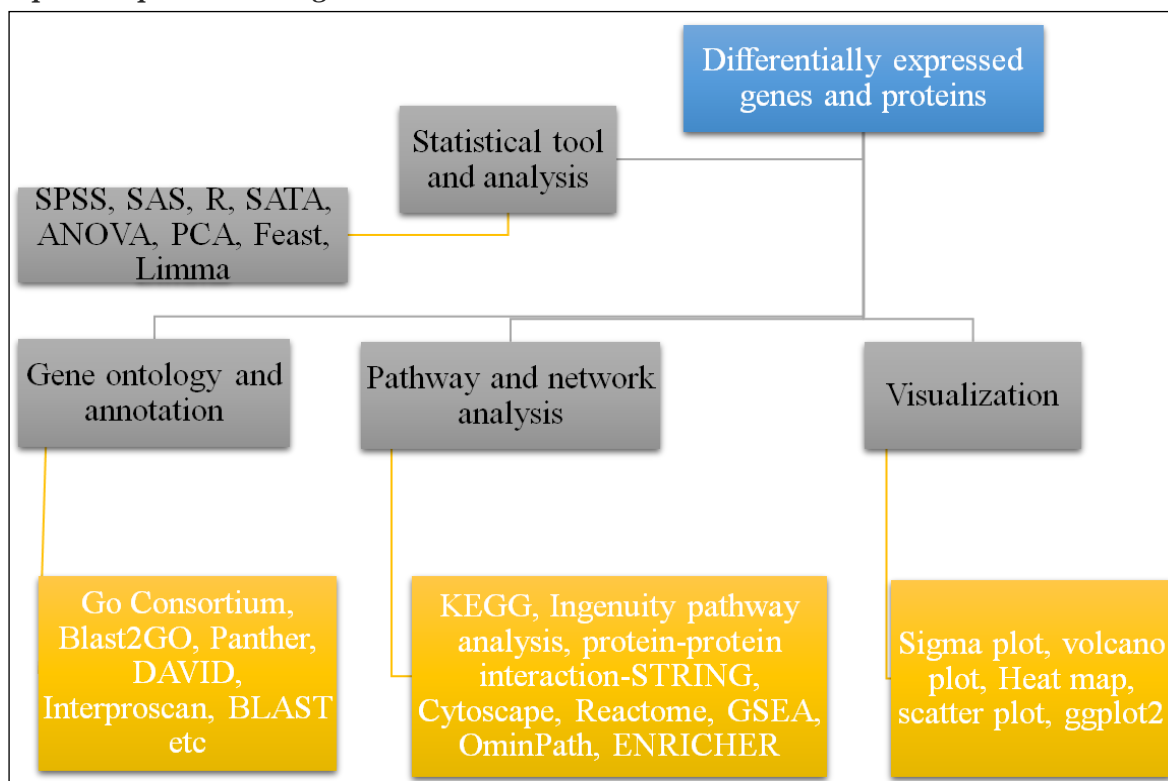 Differentially expressed
genes and proteins
Statistical tool
and analysis
SPSS, SAS, R, SATA,
ANOVA, PCA, Feast,
Limma
Gene ontology and
annotation
Pathway and network
analysis
Visualization
Go Consortium,
Blast2GO, Panther,
DAVID,
Interproscan, BLAST
etc
KEGG, Ingenuity pathway
analysis, protein-protein
interaction-STRING,
Cytoscape, Reactome, GSEA,
OminPath, ENRICHER
Sigma plot, volcano
plot, Heat map,
scatter plot, ggplot2